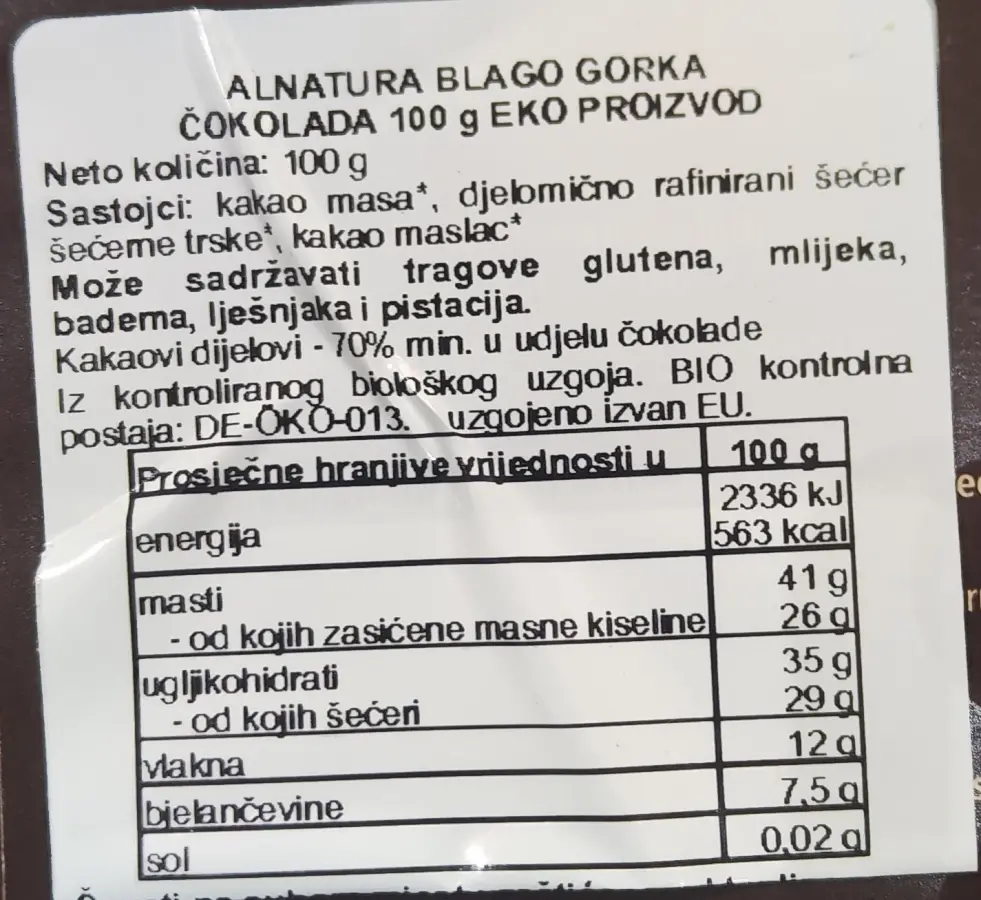 ALNATURA BLAGO GORKA
ČOKOLADA 100 g EKO PROIZVOD
Neto količina: 100 g
Sastojci: kakao masa*, djelomično rafinirani šećer
šećerne trske*, kakao maslac*
Može sadržavati tragove glutena, mlijeka,
badema, lješnjaka i pistacija.
Kakaovi dijelovi - 70% min. u udjelu čokolade
Iz kontroliranog biološkog uzgoja. BIO kontrolna
postaja: DE-ÖKO-013. uzgojeno izvan EU.
Prosječne hranjive vrijednosti u 100 g
energija 2336 kJ
563 kcal
masti 41 g
- od kojih zasićene masne kiseline 26 g
ugljikohidrati 35 g
- od kojih šećeri 29 g
vlakna 12 g
bjelančevine 7,5 g
sol 0,02 g